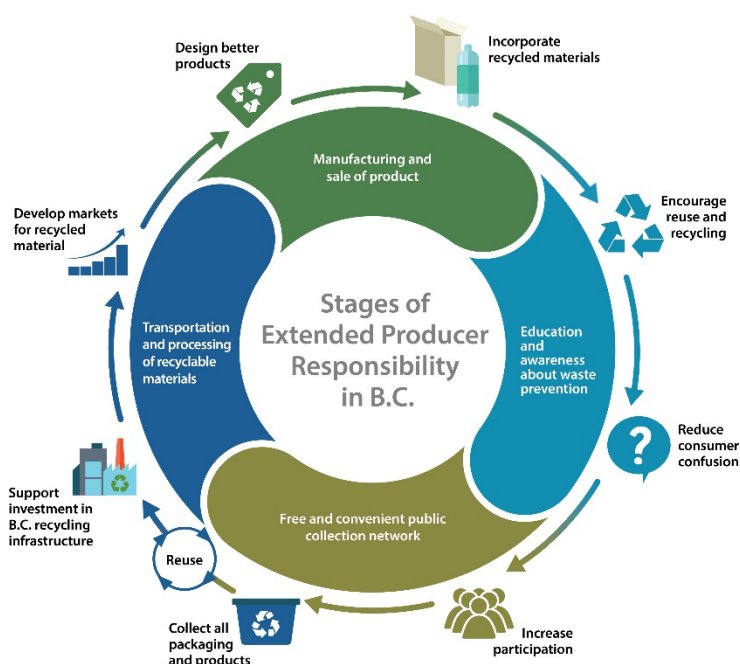 Design better
products
Incorporate
recycled materials
Manufacturing and
sale of product
Encourage
reuse and
recycling
Develop markets
for recycled
material
Stages of
Extended Producer
Responsibility
in B.C.
Transportation
and processing
of recyclable
materials
Education
and
awareness
about waste
prevention
?
Reduce
consumer
confusion
Support
investment in
B.C. recycling
infrastructure
Free and convenient public
collection network
Reuse
Collect all
packaging
and products
Increase
participation